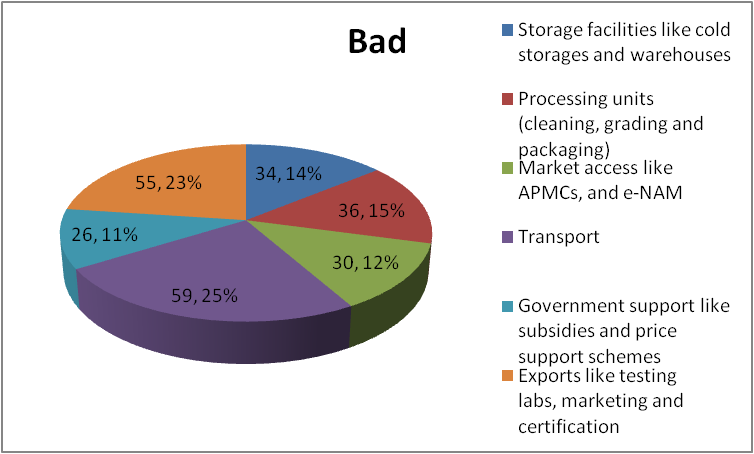 Bad
34, 14%
36, 15%
30, 12%
59, 25%
26, 11%
55, 23%
Storage facilities like cold
storages and warehouses
Processing units
(cleaning, grading and
packaging)
Market access like
APMCs, and e-NAM
Transport
Government support like
subsidies and price
support schemes
Exports like testing
labs, marketing and
certification